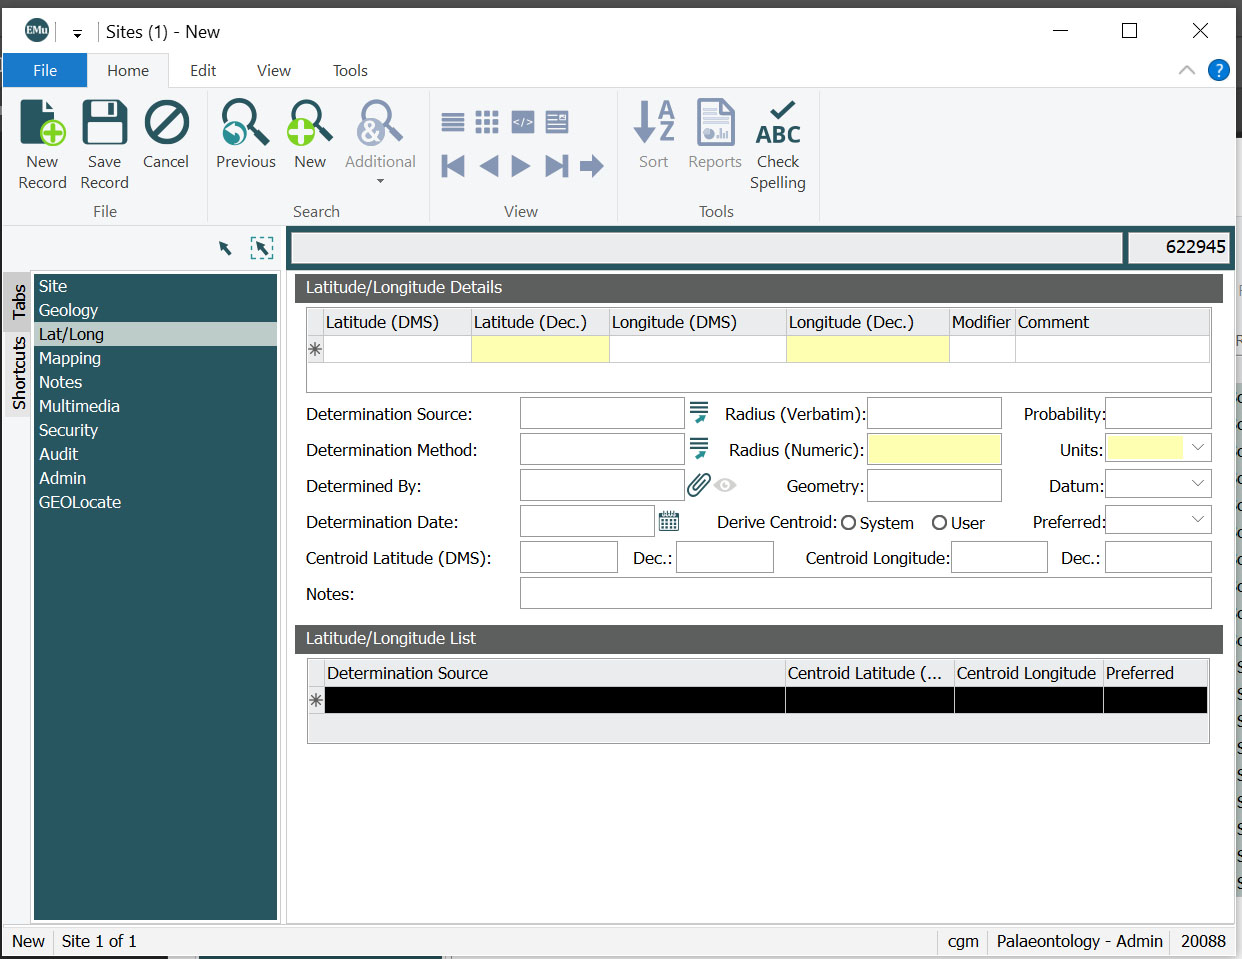 EMu Sites (1) - New
File Home Edit View Tools ?
New Record
Save Record
Cancel
File
Previous
New
& Additional
Search
</>
View
A Z Sort
Reports
ABC Check Spelling
Tools
622945
Tabs
Shortcuts
Site
Geology
Lat/Long
Mapping
Notes
Multimedia
Security
Audit
Admin
GEOLocate
Latitude/Longitude Details
Latitude (DMS) Latitude (Dec.) Longitude (DMS) Longitude (Dec.) Modifier Comment
Determination Source: Radius (Verbatim): Probability:
Determination Method: Radius (Numeric): Units:
Determined By: Geometry: Datum:
Determination Date: Derive Centroid: System User Preferred:
Centroid Latitude (DMS): Dec.: Centroid Longitude: Dec.:
Notes:
Latitude/Longitude List
Determination Source Centroid Latitude (... Centroid Longitude Preferred
New Site 1 of 1 cgm Palaeontology - Admin 20088